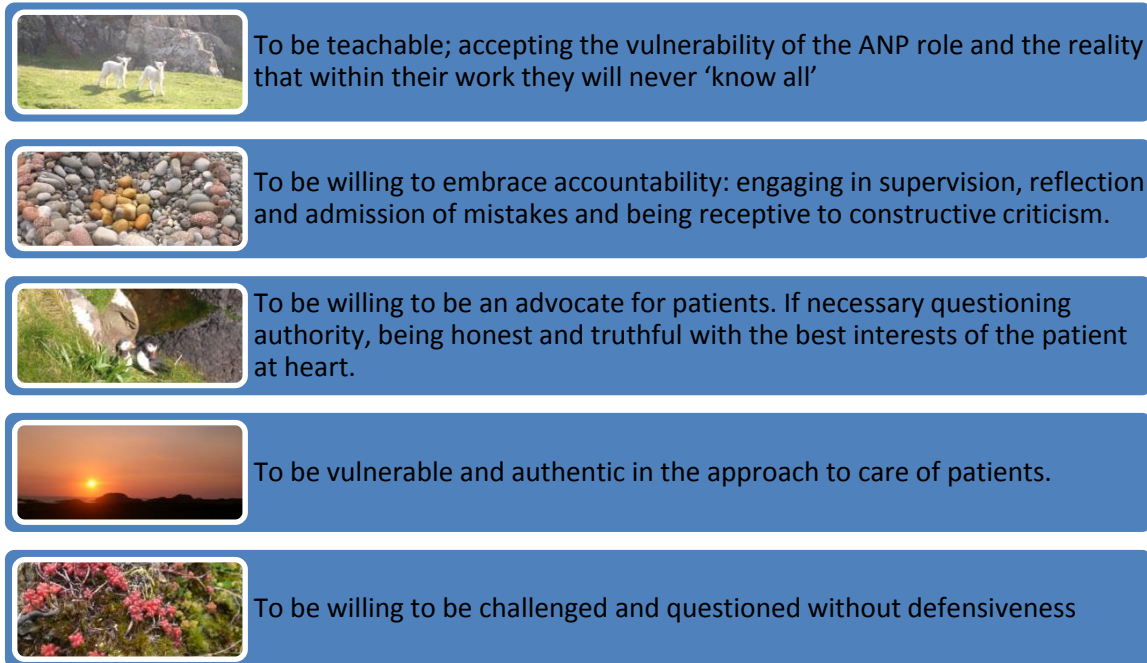 To be teachable; accepting the vulnerability of the ANP role and the reality
that within their work they will never ‘know all’
To be willing to embrace accountability: engaging in supervision, reflection
and admission of mistakes and being receptive to constructive criticism.
To be willing to be an advocate for patients. If necessary questioning
authority, being honest and truthful with the best interests of the patient
at heart.
To be vulnerable and authentic in the approach to care of patients.
To be willing to be challenged and questioned without defensiveness